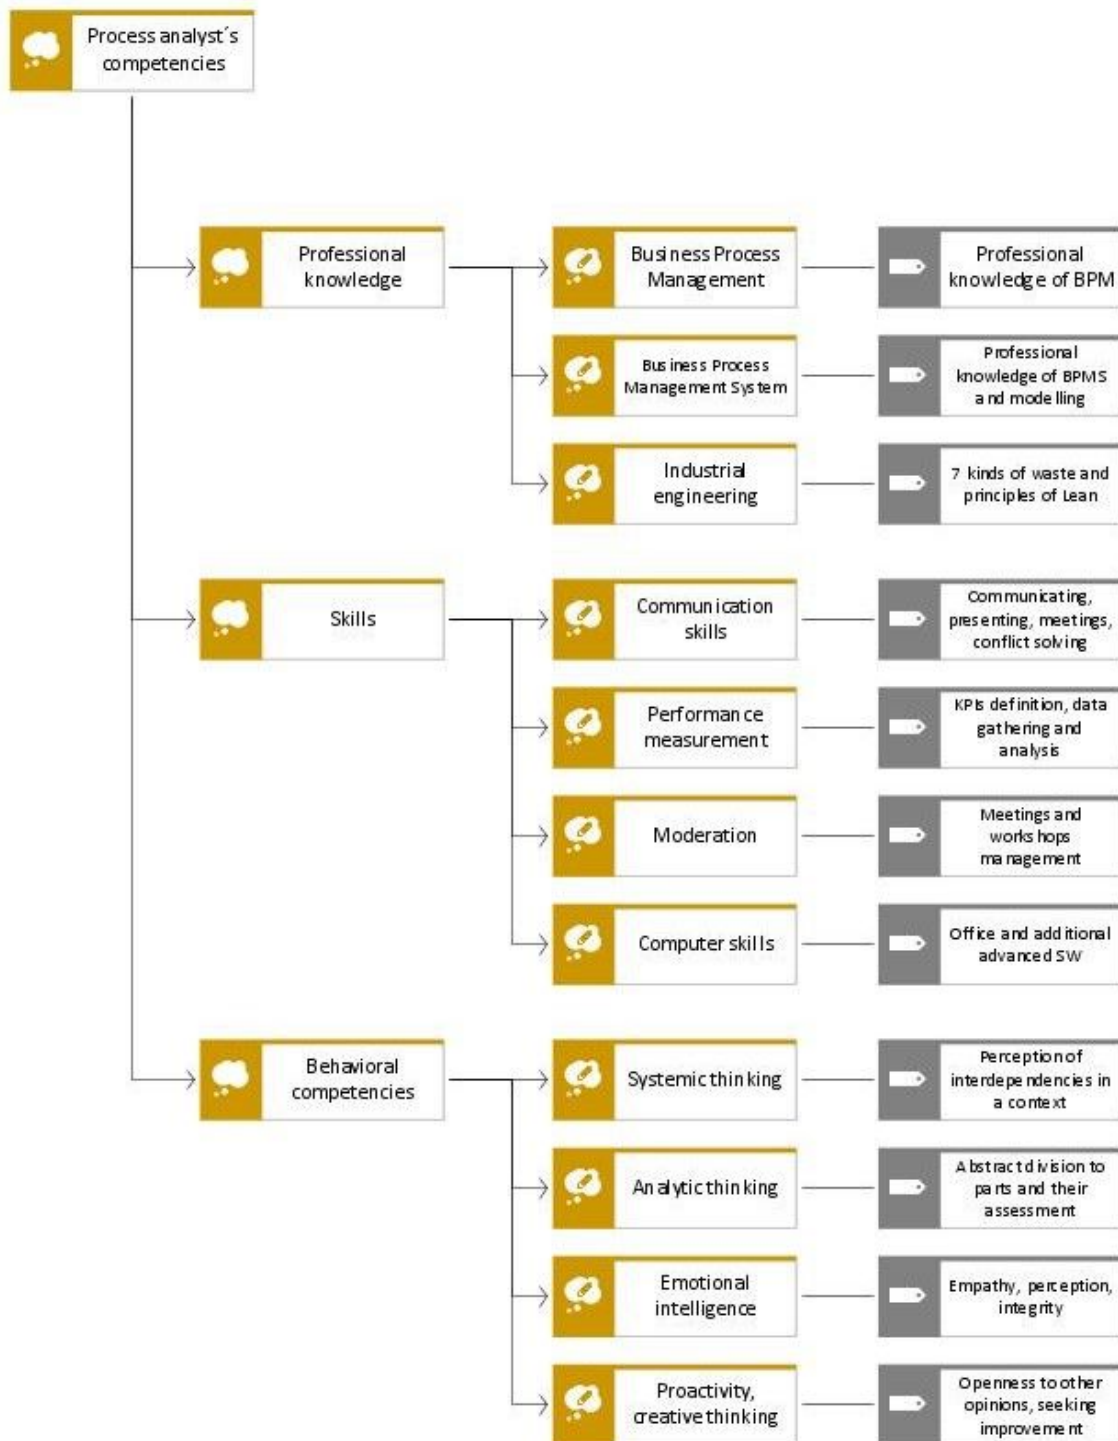 Process analyst´s
competencies
Professional
knowledge
Business Process
Management
Professional
knowledge of BPM
Business Process
Management System
Professional
knowledge of BPMS
and modelling
Industrial
engineering
7 kinds of waste and
principles of Lean
Skills
Communication
skills
Communicating,
presenting, meetings,
conflict solving
Performance
measurement
KPIs definition, data
gathering and
analysis
Moderation
Meetings and
workshops
management
Computer skills
Office and additional
advanced SW
Behavioral
competencies
Systemic thinking
Perception of
interdependencies in
a context
Analytic thinking
Abstract division to
parts and their
assessment
Emotional
intelligence
Empathy, perception,
integrity
Proactivity,
creative thinking
Openness to other
opinions, seeking
improvement